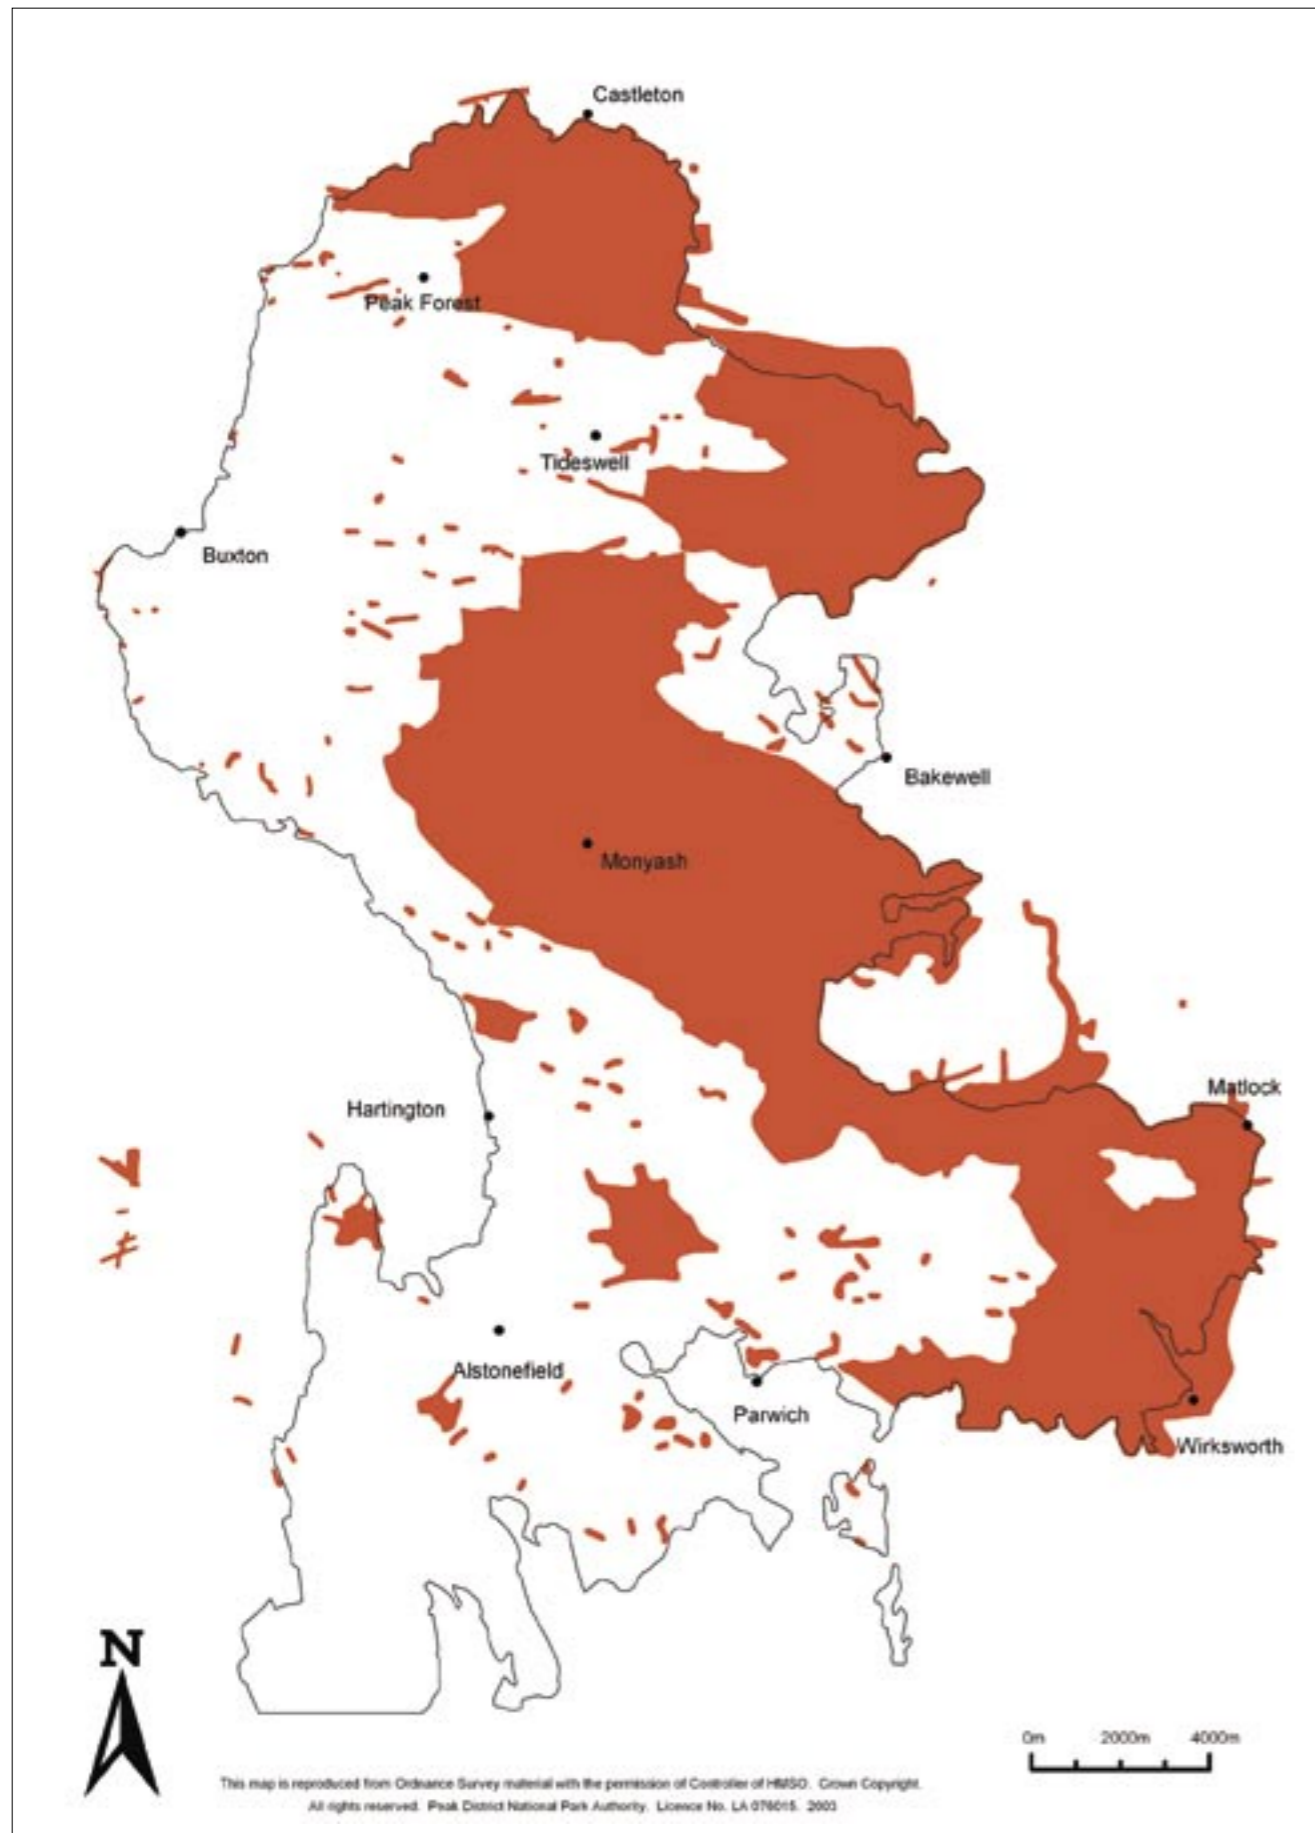 Castleton
Peak Forest
Tideswell
Buxton
Bakewell
Monyash
Matlock
Hartington
Alstonefield
Parwich
Wirksworth
N
0m 2000m 4000m
This map is reproduced from Ordnance Survey material with the permission of Controller of HMSO. Crown Copyright.
All rights reserved. Peak District National Park Authority. Licence No. LA 076015. 2003